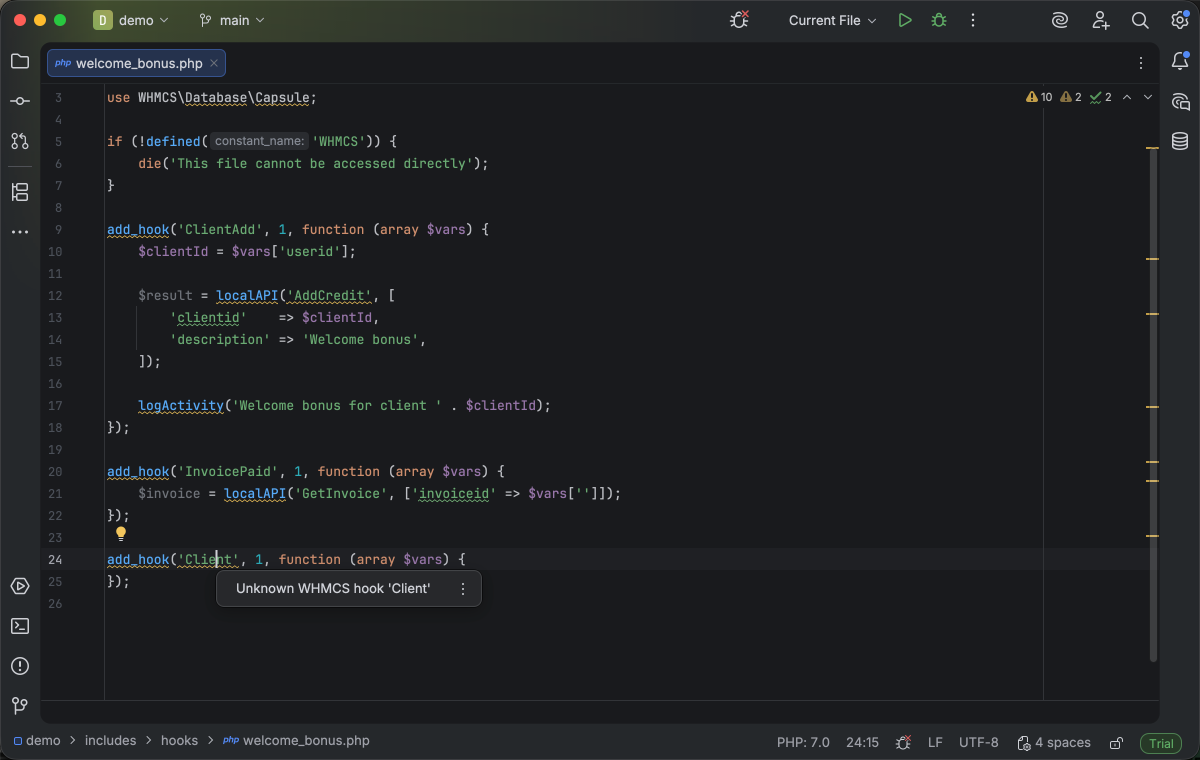 D demo main Current File
php welcome_bonus.php
3 use WHMCS\Database\Capsule; 10 2 2
4
5 if (!defined( constant_name: 'WHMCS')) {
6 die('This file cannot be accessed directly');
7 }
8
9 add_hook('ClientAdd', 1, function (array $vars) {
10 $clientId = $vars['userid'];
11
12 $result = localAPI('AddCredit', [
13 'clientid' => $clientId,
14 'description' => 'Welcome bonus',
15 ]);
16
17 logActivity('Welcome bonus for client ' . $clientId);
18 });
19
20 add_hook('InvoicePaid', 1, function (array $vars) {
21 $invoice = localAPI('GetInvoice', ['invoiceid' => $vars['']]);
22 });
23
24 add_hook('Client', 1, function (array $vars) {
25 });
Unknown WHMCS hook 'Client'
26
demo > includes > hooks > php welcome_bonus.php PHP: 7.0 24:15 LF UTF-8 4 spaces Trial